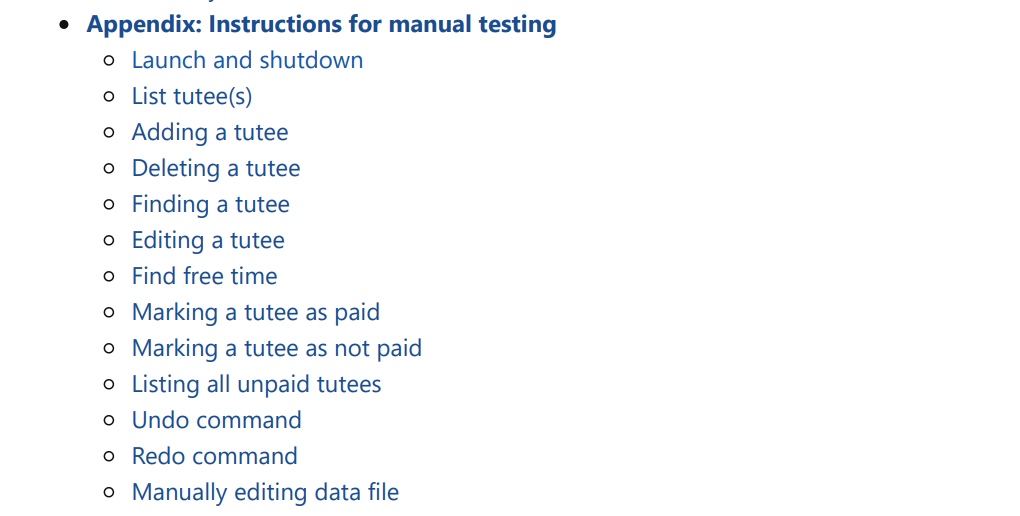 Appendix: Instructions for manual testing
Launch and shutdown
List tutee(s)
Adding a tutee
Deleting a tutee
Finding a tutee
Editing a tutee
Find free time
Marking a tutee as paid
Marking a tutee as not paid
Listing all unpaid tutees
Undo command
Redo command
Manually editing data file